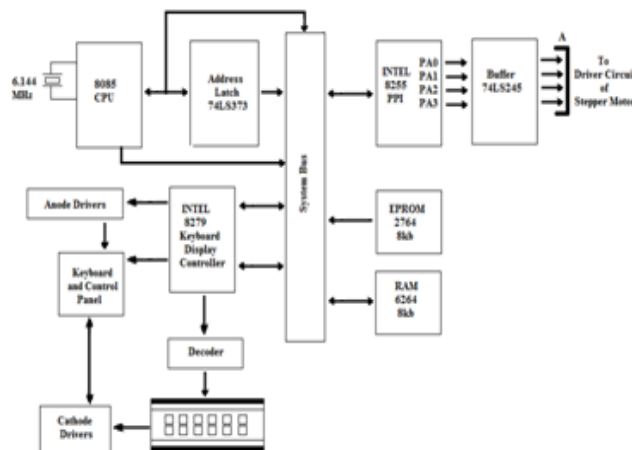 6.144
MHz
8085
CPU
Address
Latch
74LS373
System Bus
INTEL
8255
PPI
PA0
PA1
PA2
PA3
Buffer
74LS245
A
To
Driver Circui
of
Stepper Motor
Anode Drivers
INTEL
8279
Keyboard
Display
Controller
Keyboard
and Control
Panel
EPROM
2764
8kb
RAM
6264
8kb
Decoder
Cathode
Drivers